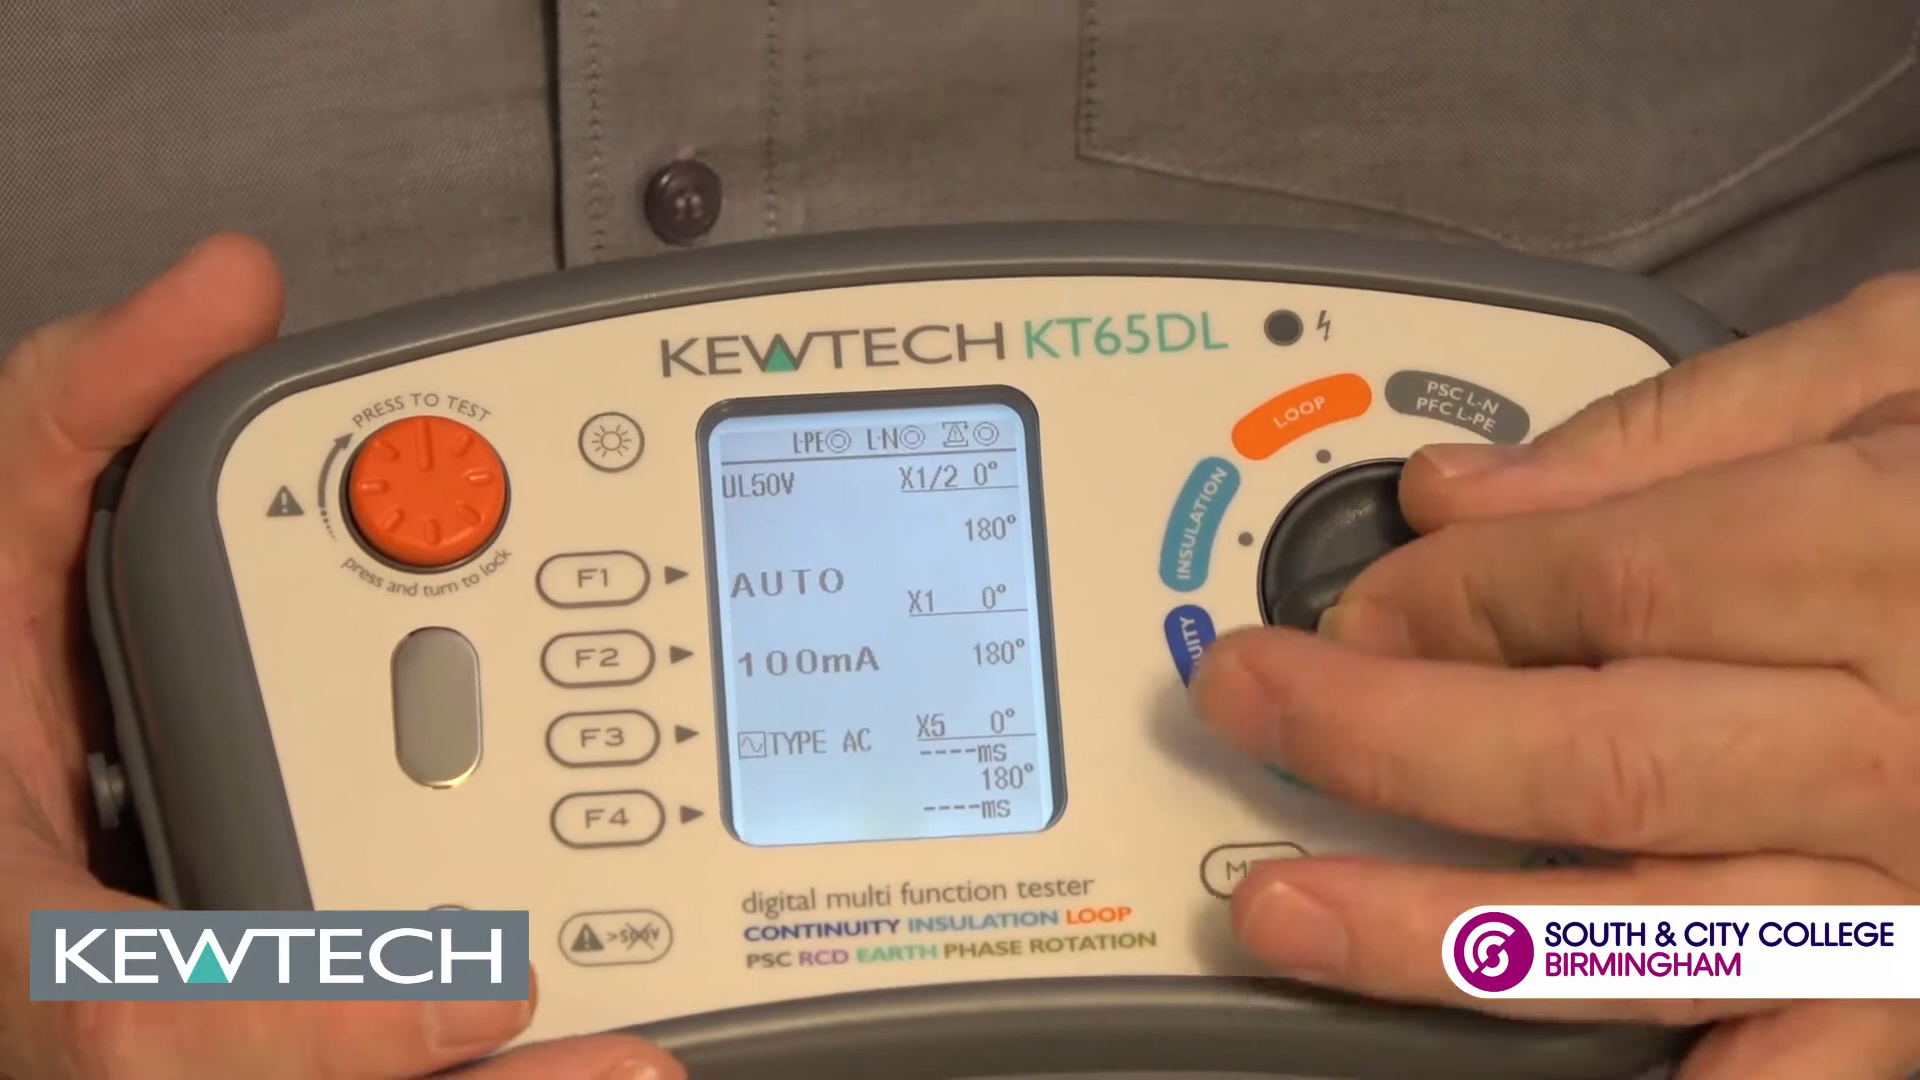 KEWTECH KT65DL
PRESS TO TEST
press and turn to lock
L-PE L-N
UL50V X1/2 0°
180°
AUTO
X1 0°
100mA 180°
TYPE AC X5 0°
----ms
180°
----ms
F1
F2
F3
F4
LOOP
PSC L-N
PFC L-PE
INSULATION
>500V
digital multi function tester
CONTINUITY INSULATION LOOP
PSC RCD EARTH PHASE ROTATION
KEWTECH
SOUTH & CITY COLLEGE
BIRMINGHAM